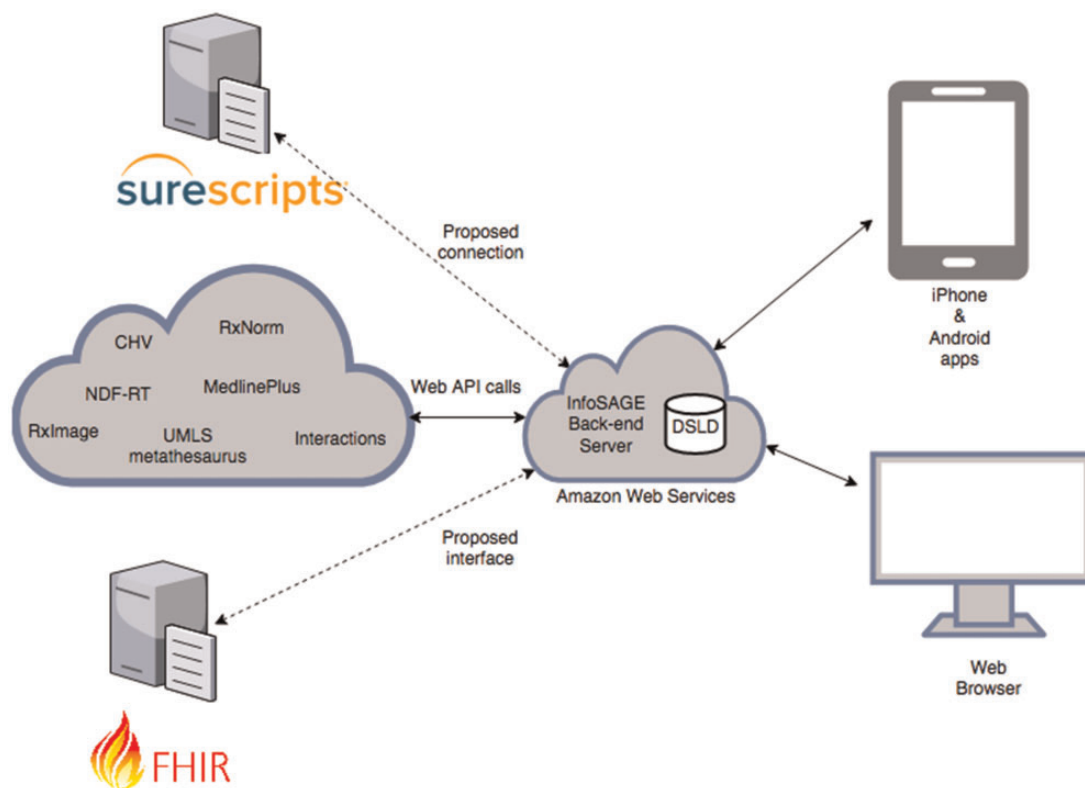 surescripts
Proposed
connection
iPhone
&
Android
apps
CHV
RxNorm
NDF-RT
MedlinePlus
RxImage
UMLS
metathesaurus
Interactions
Web API calls
InfoSAGE
Back-end
Server
DSLD
Amazon Web Services
Proposed
interface
Web
Browser
FHIR